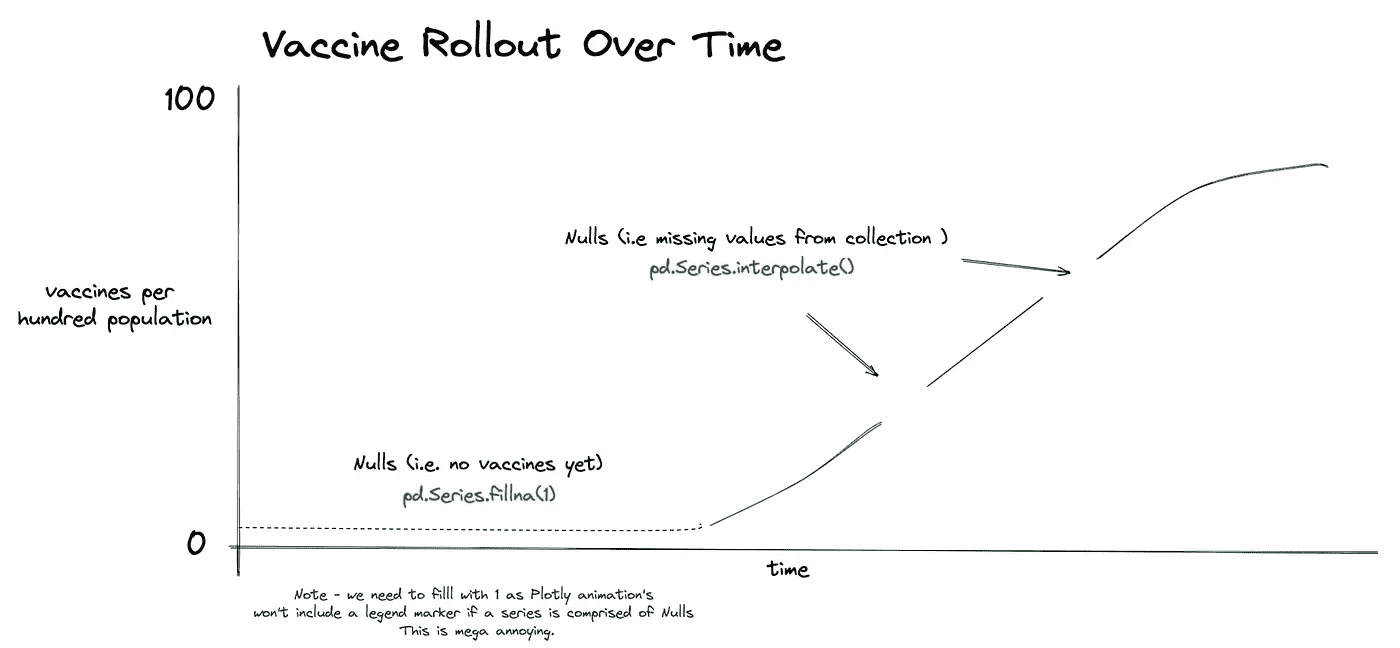 Vaccine Rollout Over Time
100
Nulls (i.e missing values from collection )
pd.Series.interpolate()
vaccines per
hundred population
Nulls (i.e. no vaccines yet)
pd.Series.fillna(1)
0
time
Note - we need to filll with 1 as Plotly animation's
won't include a legend marker if a series is comprised of Nulls
This is mega annoying.